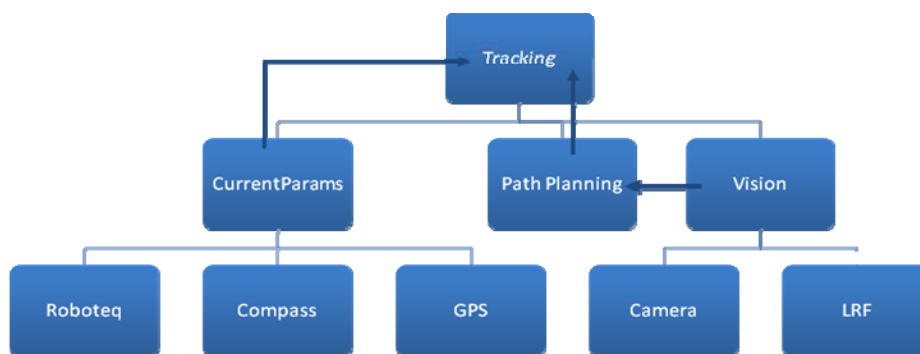 Tracking
CurrentParams
Path Planning
Vision
Roboteq
Compass
GPS
Camera
LRF